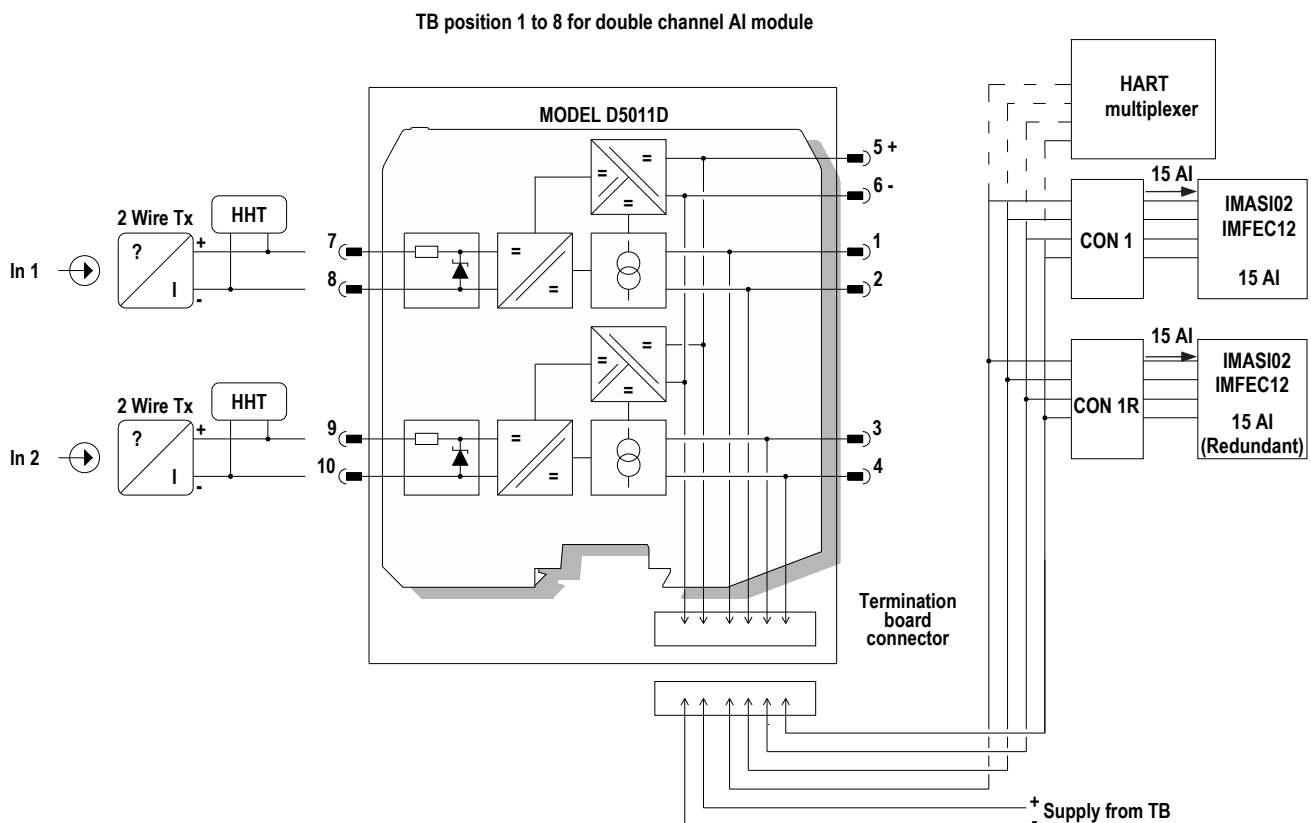 TB position 1 to 8 for double channel AI module
HART
multiplexer
MODEL D5011D
5 +
6 -
1
2
15 AI
CON 1
IMASI02
IMFEC12
15 AI
2 Wire Tx
HHT
In 1
?
I
+
-
7
8
=
=
=
=
=
15 AI
CON 1R
IMASI02
IMFEC12
15 AI
(Redundant)
2 Wire Tx
HHT
In 2
?
I
+
-
9
10
=
=
=
=
=
3
4
Termination
board
connector
+
-
Supply from TB